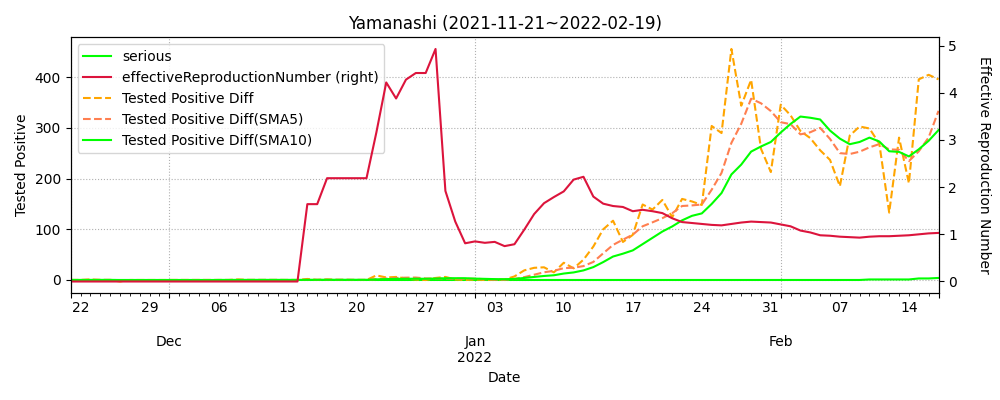 Yamanashi (2021-11-21~2022-02-19)
serious
effectiveReproductionNumber (right)
Tested Positive Diff
Tested Positive Diff(SMA5)
Tested Positive Diff(SMA10)
Tested Positive
400
300
200
100
0
5
4
3
2
1
0
Effective Reproduction Number
22 29 06 13 20 27 03 10 17 24 31 07 14
Dec Jan Feb
2022
Date